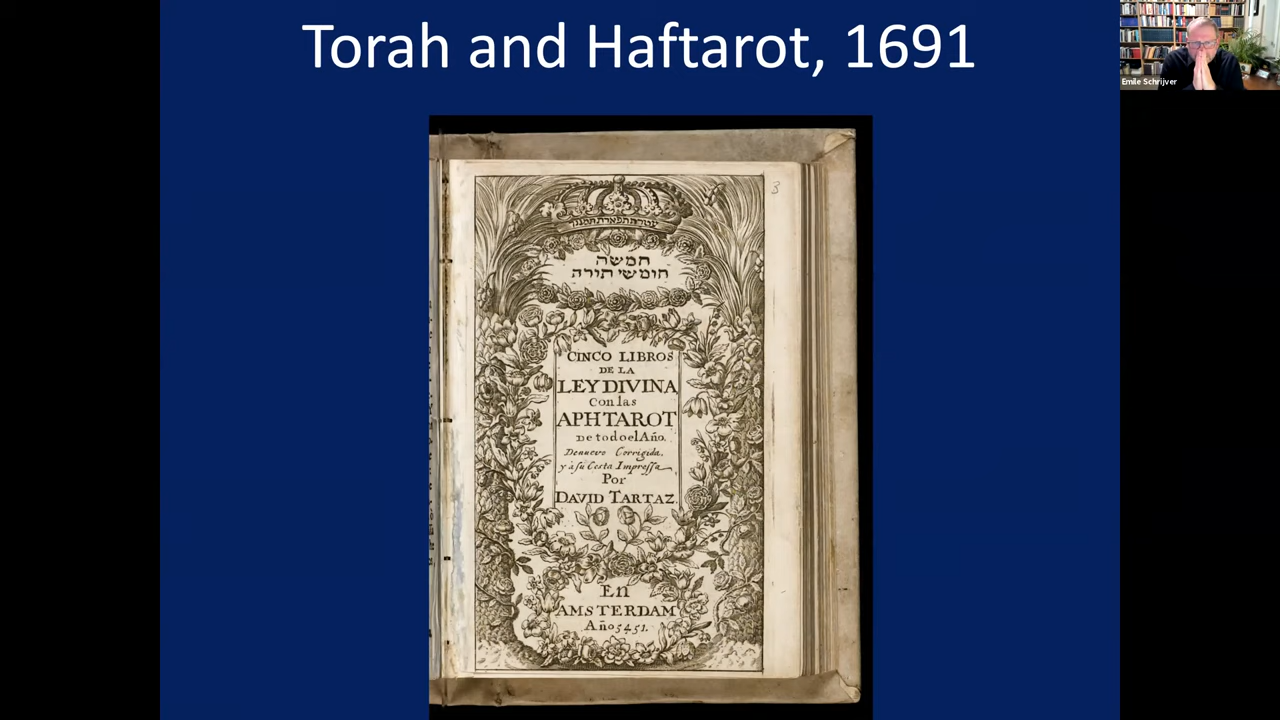 Torah and Haftarot, 1691
Emile Schrijver
3
חמשה
חומשי תורה
CINCO LIBROS
DE LA
LEY DIVINA
Con las
APHTAROT
De todo el Año.
De nuevo Corrigida,
y à su Costa Impressa
Por
DAVID TARTAZ.
En
AMSTERDAM
Año 5451.